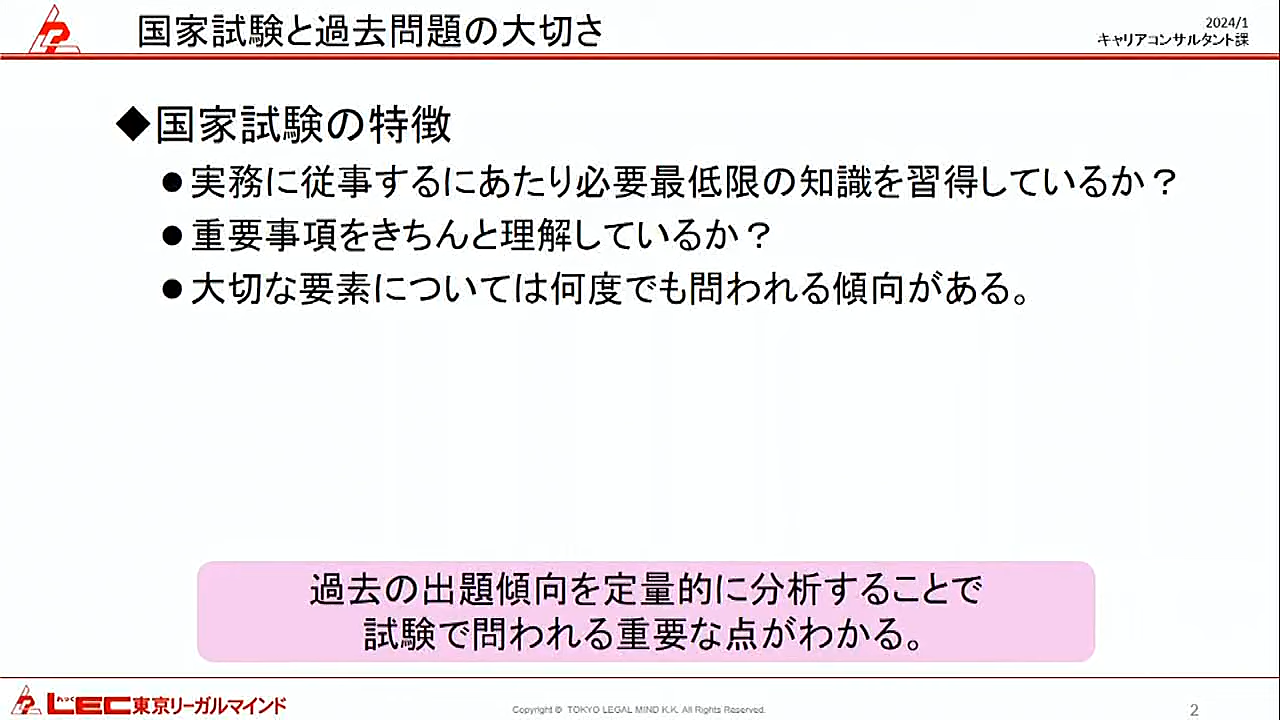 国家試験と過去問題の大切さ
2024/1
キャリアコンサルタント課
◆国家試験の特徴
●実務に従事するにあたり必要最低限の知識を習得しているか？
●重要事項をきちんと理解しているか？
●大切な要素については何度でも問われる傾向がある。
過去の出題傾向を定量的に分析することで
試験で問われる重要な点がわかる。
れっく
LEC東京リーガルマインド
Copyright © TOKYO LEGAL MIND K.K. All Rights Reserved.
2